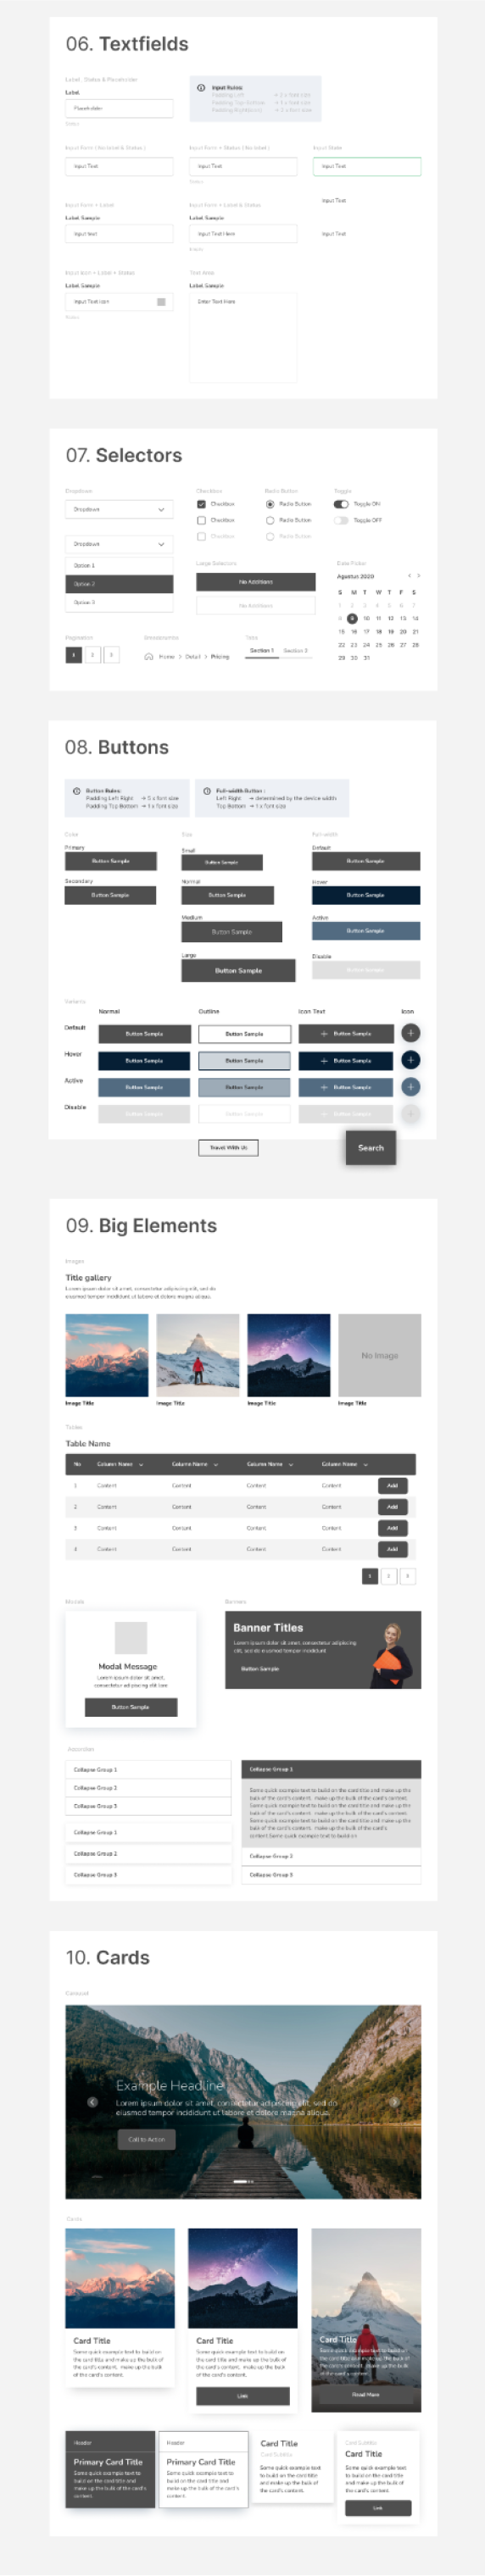 06. Textfields
Label , Status & Placeholder
Label
Placeholder
Status
Input Rules:
Padding Left → 2 x font size
Padding Top Bottom → 1 x font size
Input Form ( No label & Status )
Input Text
Input Form + Status ( No label )
Input Text
Status
Input State
Input Text
Input Text
Input Text
Input Form + Label
Label Sample
Input text
Input Form + Label & Status
Label Sample
Input Text Here
Input Icon + Label + Status
Label Sample
Input Text Icon
Status
Text Area
Label Sample
Enter Text Here
07. Selectors
Dropdown
Dropdown
Dropdown
Option 1
Option 2
Option 3
Checkbox
Checkbox
Checkbox
Checkbox
Radio Button
Radio Button
Radio Button
Radio Button
Toggle
Toggle ON
Toggle OFF
Large Selectors
No Additions
No Additions
Date Picker
Agustus 2020 < >
S M T W T F S
1 2 3 4 5 6 7
8 9 10 11 12 13 14
15 16 17 18 19 20 21
22 23 24 25 26 27 28
29 30 31
Pagination
1 2 3
Breadcrumbs
Home > Detail > Pricing
Tabs
Section 1 Section 2
08. Buttons
Button Rules:
Padding Left Right → 5 x font size
Padding Top Bottom → 1 x font size
Full-width Button :
Left Right → determined by the device width
Top Bottom → 1 x font size
Color
Primary
Button Sample
Secondary
Button Sample
Size
Small
Button Sample
Normal
Button Sample
Medium
Button Sample
Large
Button Sample
Full-width
Default
Button Sample
Hover
Button Sample
Active
Button Sample
Disable
Button Sample
Variants
Normal Outline Icon Text Icon
Default Button Sample Button Sample + Button Sample +
Hover Button Sample Button Sample + Button Sample +
Active Button Sample Button Sample + Button Sample +
Disable Button Sample Button Sample + Button Sample +
Travel With Us
Search
09. Big Elements
Images
Title gallery
Lorem ipsum dolor sit amet, consectetur adipiscing elit, sed do
eiusmod tempor incididunt ut labore et dolore magna aliqua.
No Image
Image Title Image Title Image Title Image Title
Tables
Table Name
No Column Name Column Name Column Name Column Name
1 Content Content Content Content Add
2 Content Content Content Content Add
3 Content Content Content Content Add
4 Content Content Content Content Add
1 2 3
Modals
Modal Message
Lorem ipsum dolor sit amet,
consectetur adipiscing elit sed
Button Sample
Banners
Banner Titles
Lorem ipsum dolor sit amet, consectetur adipiscing
elit, sed do eiusmod tempor incididunt
Button Sample
Accordion
Collapse Group 1
Collapse Group 2
Collapse Group 3
Collapse Group 1
Collapse Group 2
Collapse Group 3
Collapse Group 1
Some quick example text to build on the card title and make up the
bulk of the card's content. make up the bulk of the card's content.
Some quick example text to build on the card title and make up the
bulk of the card's content. make up the bulk of the card's content.
Some quick example text to build on the card title and make up the
bulk of the card's content. make up the bulk of the card's
content Some quick example text to build on
Collapse Group 2
Collapse Group 3
10. Cards
Carousel
Example Headline
Lorem ipsum dolor sit amet, consectetur adipiscing elit, sed do
eiusmod tempor incididunt ut labore et dolore magna aliqua.
Call to Action
Cards
Card Title
Some quick example text to build on
the card title and make up the bulk
of the card's content. make up the bulk
of the card's content.
Card Title
Some quick example text to build on
the card title and make up the bulk
of the card's content. make up the bulk
of the card's content.
Link
Card Title
Some quick example text to build on
the card title and make up the bulk of
the card's content. make up the bulk
of the card's content.
Read More
Header
Primary Card Title
Some quick example text to
build on the card title and
make up the bulk of the card's
content.
Header
Primary Card Title
Some quick example text to
build on the card title and
make up the bulk of the card's
content.
Card Title
Card Subtitle
Some quick example text
to build on the card title
and make up the bulk of
the card's content.
Card Subtitle
Card Title
Some quick example text
to build on the card title
and make up the bulk of
the card's content.
Link